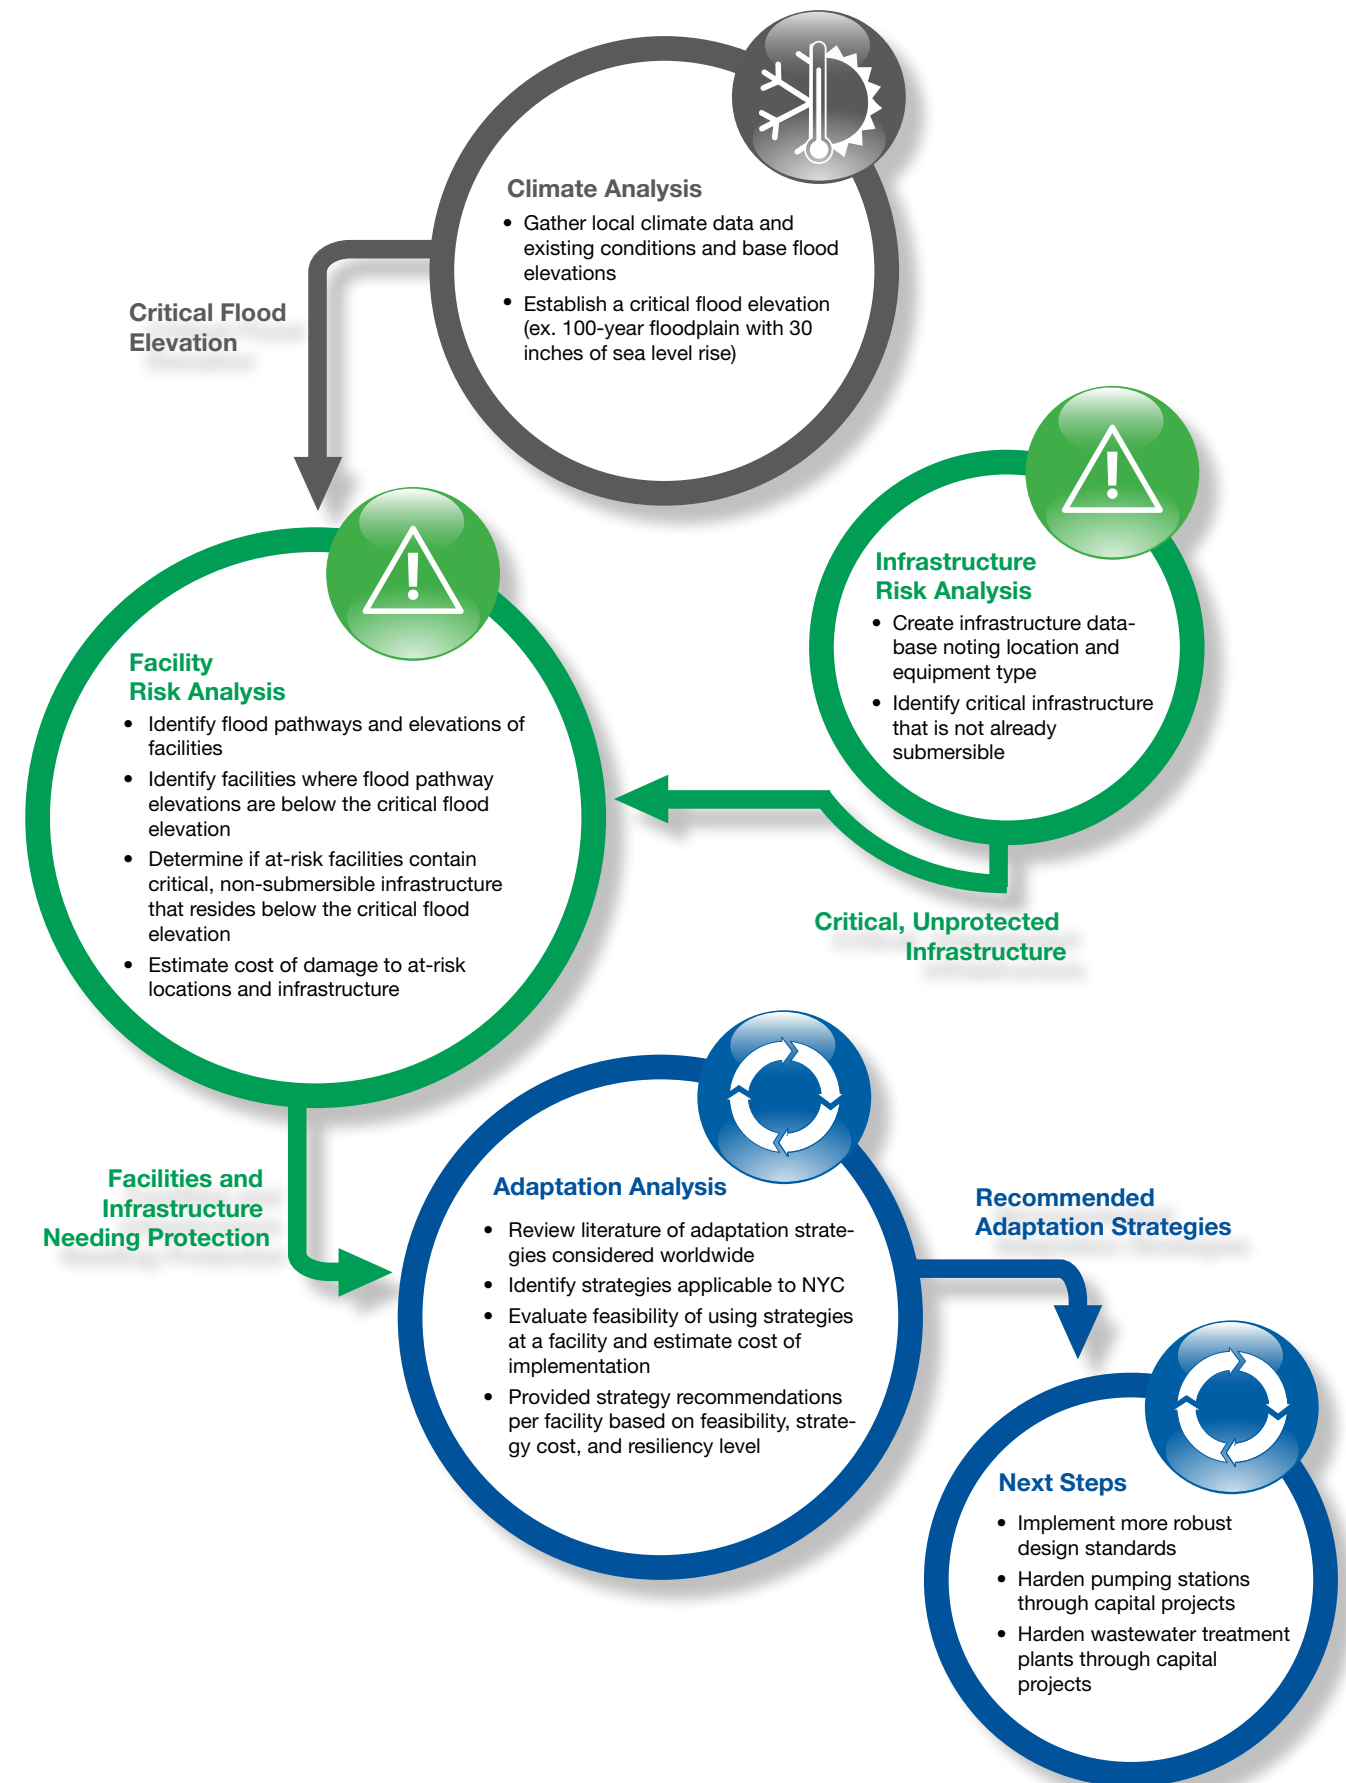 Climate Analysis
• Gather local climate data and
existing conditions and base flood
elevations
• Establish a critical flood elevation
(ex. 100-year floodplain with 30
inches of sea level rise)
Critical Flood
Elevation
Infrastructure
Risk Analysis
• Create infrastructure data-
base noting location and
equipment type
• Identify critical infrastructure
that is not already
submersible
Critical, Unprotected
Infrastructure
Facility
Risk Analysis
• Identify flood pathways and elevations of
facilities
• Identify facilities where flood pathway
elevations are below the critical flood
elevation
• Determine if at-risk facilities contain
critical, non-submersible infrastructure
that resides below the critical flood
elevation
• Estimate cost of damage to at-risk
locations and infrastructure
Facilities and
Infrastructure
Needing Protection
Adaptation Analysis
• Review literature of adaptation strate-
gies considered worldwide
• Identify strategies applicable to NYC
• Evaluate feasibility of using strategies
at a facility and estimate cost of
implementation
• Provided strategy recommendations
per facility based on feasibility, strate-
gy cost, and resiliency level
Recommended
Adaptation Strategies
Next Steps
• Implement more robust
design standards
• Harden pumping stations
through capital projects
• Harden wastewater treatment
plants through capital
projects